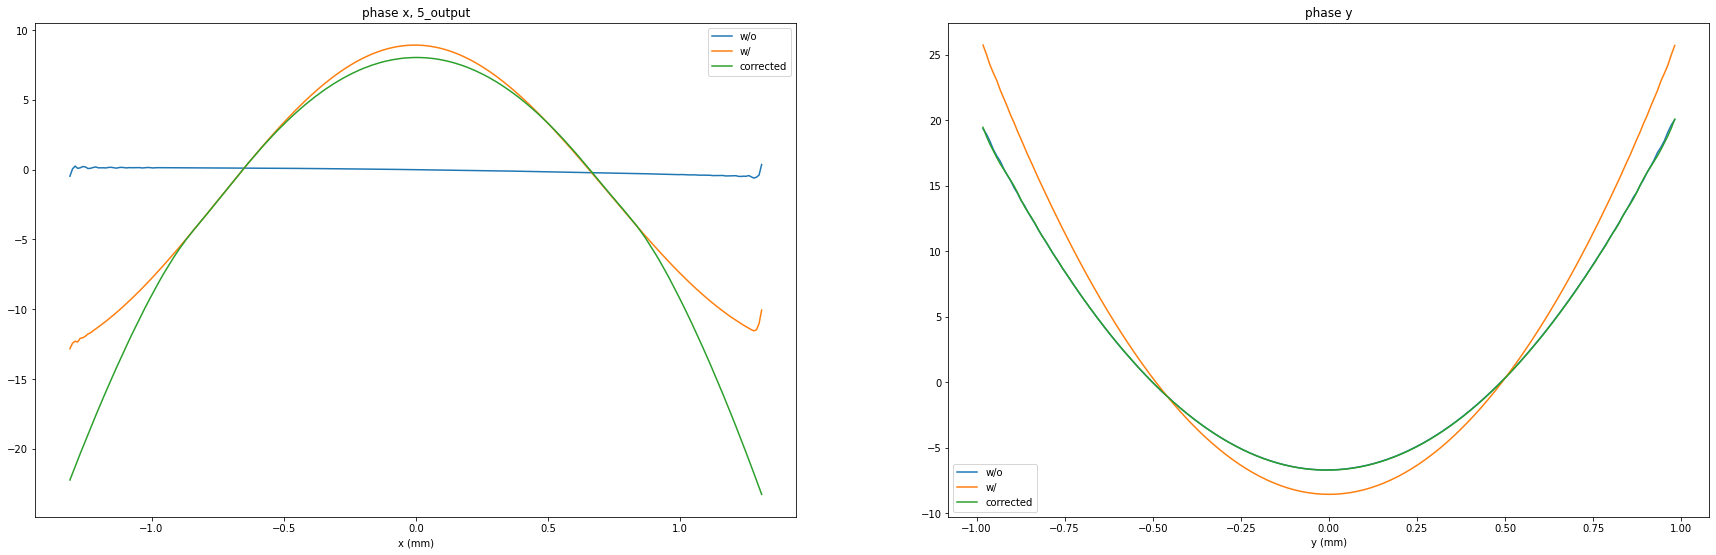 phase x, 5_output
10
5
0
−5
−10
−15
−20
−1.0
−0.5
0.0
0.5
1.0
x (mm)
w/o
w/
corrected
phase y
25
20
15
10
5
0
−5
−10
−1.00
−0.75
−0.50
−0.25
0.00
0.25
0.50
0.75
1.00
y (mm)
w/o
w/
corrected